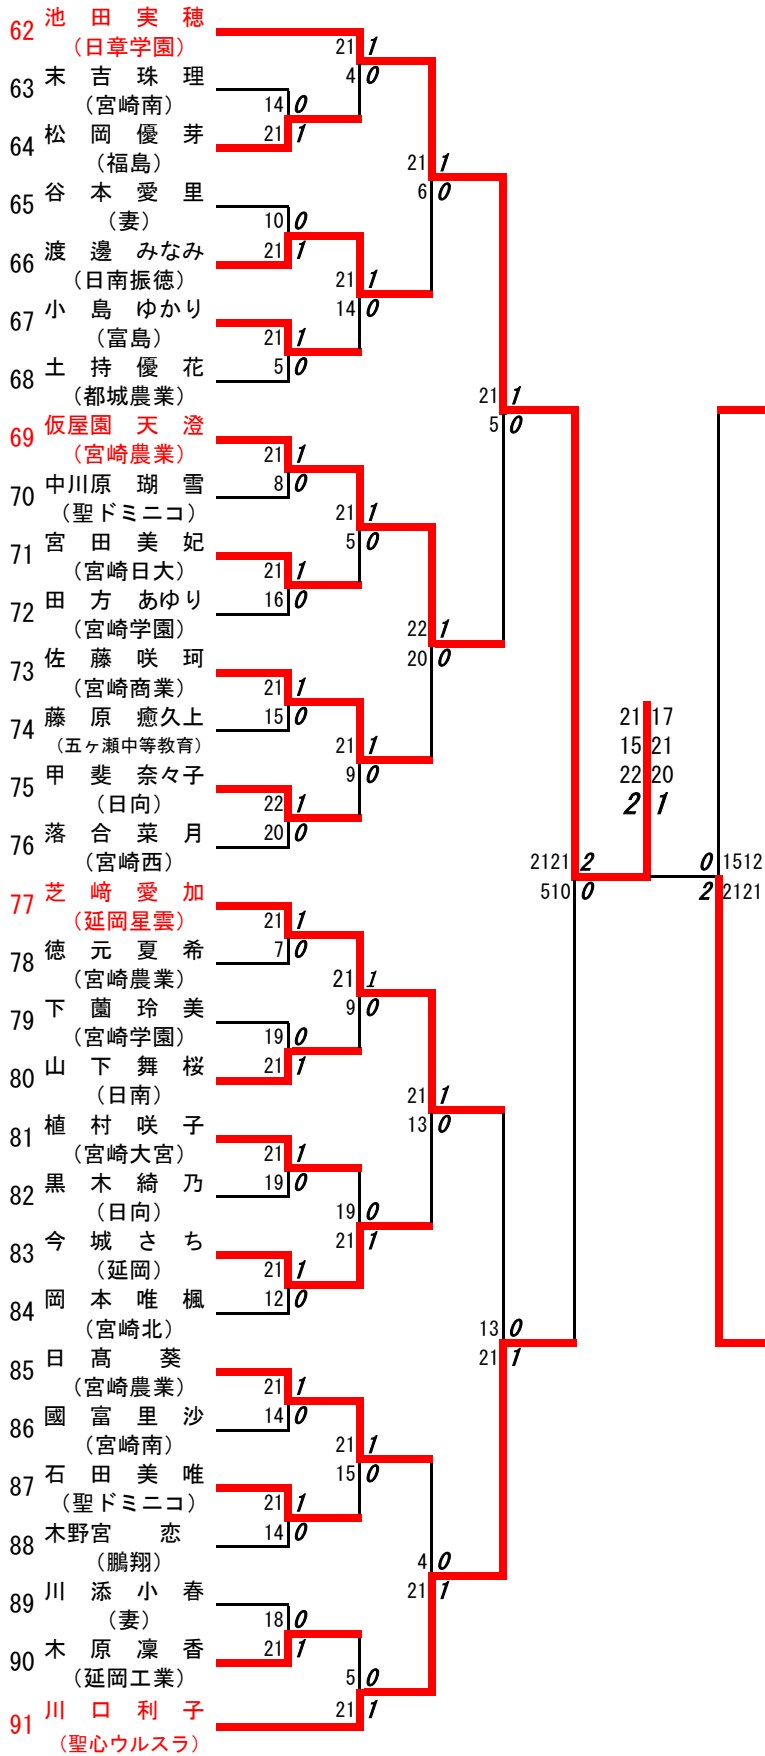 62 池田実穂
(日章学園)
21 1
4 0
63 末吉珠理
(宮崎南)
14 0
21 1
64 松岡優芽
(福島)
21 1
6 0
65 谷本愛里
(妻)
10 0
21 1
66 渡邊みなみ
(日南振徳)
21 1
14 0
67 小島ゆかり
(富島)
21 1
5 0
68 土持優花
(都城農業)
21 1
5 0
69 仮屋園天澄
(宮崎農業)
21 1
8 0
70 中川原瑚雪
(聖ドミニコ)
21 1
5 0
71 宮田美妃
(宮崎日大)
21 1
16 0
72 田方あゆり
(宮崎学園)
22 1
20 0
73 佐藤咲珂
(宮崎商業)
21 1
15 0
74 藤原癒久上
(五ヶ瀬中等教育)
21 1
9 0
21 17
15 21
22 20
2 1
75 甲斐奈々子
(日向)
22 1
20 0
76 落合菜月
(宮崎西)
2121 2
510 0
0 1512
2 2121
77 芝﨑愛加
(延岡星雲)
21 1
7 0
78 徳元夏希
(宮崎農業)
21 1
9 0
79 下薗玲美
(宮崎学園)
19 0
21 1
80 山下舞桜
(日南)
21 1
13 0
81 植村咲子
(宮崎大宮)
21 1
19 0
82 黒木綺乃
(日向)
19 0
21 1
83 今城さち
(延岡)
21 1
12 0
84 岡本唯楓
(宮崎北)
13 0
21 1
85 日髙葵
(宮崎農業)
21 1
14 0
86 國富里沙
(宮崎南)
21 1
15 0
87 石田美唯
(聖ドミニコ)
21 1
14 0
88 木野宮恋
(鵬翔)
4 0
21 1
89 川添小春
(妻)
18 0
21 1
90 木原凜香
(延岡工業)
5 0
21 1
91 川口利子
(聖心ウルスラ)